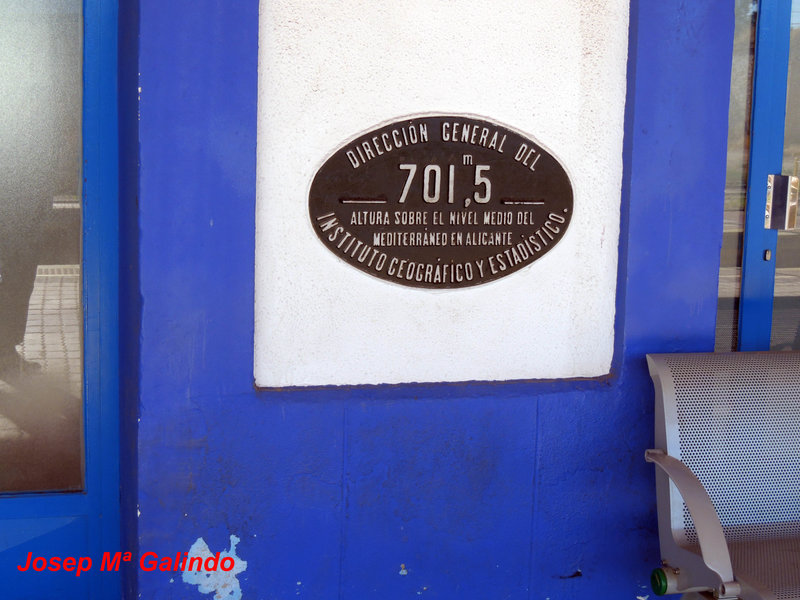 DIRECCIÓN GENERAL DEL
701,5 m
ALTURA SOBRE EL NIVEL MEDIO DEL
MEDITERRÁNEO EN ALICANTE
INSTITUTO GEOGRÁFICO Y ESTADÍSTICO.
Josep Mª Galindo